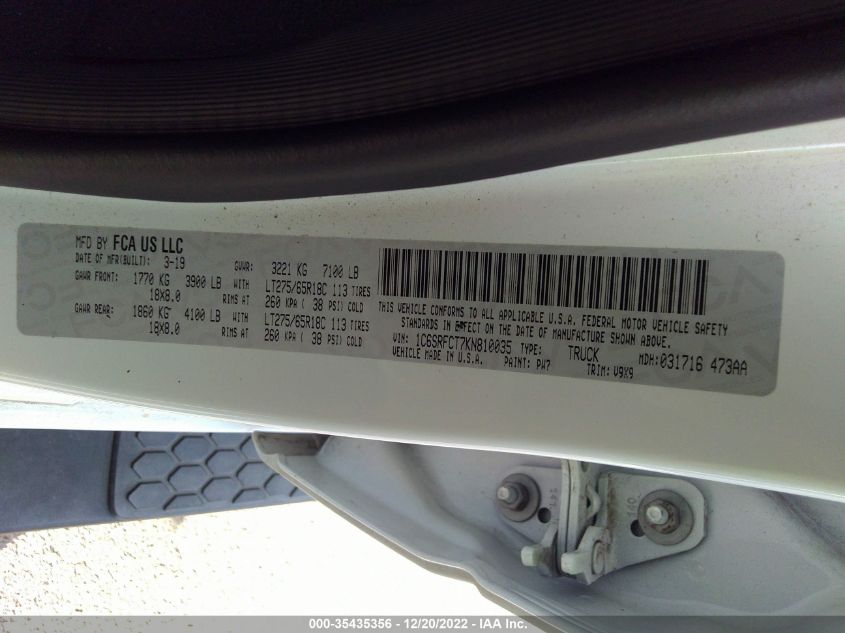 MFD BY FCA US LLC
DATE OF MFR(BUILT): 3-19 GVWR: 3221 KG 7100 LB
GAWR FRONT: 1770 KG 3900 LB WITH LT275/65R18C 113 TIRES
18X8.0 RIMS AT 260 KPA ( 38 PSI) COLD
GAWR REAR: 1860 KG 4100 LB WITH LT275/65R18C 113 TIRES
18X8.0 RIMS AT 260 KPA ( 38 PSI) COLD
THIS VEHICLE CONFORMS TO ALL APPLICABLE U.S.A. FEDERAL MOTOR VEHICLE SAFETY
STANDARDS IN EFFECT ON THE DATE OF MANUFACTURE SHOWN ABOVE.
VIN: 1C6SRFCT7KN810035 TYPE: TRUCK MDH:031716 473AA
VEHICLE MADE IN U.S.A. PAINT: PW7 TRIM: V9X9
000-35435356 - 12/20/2022 - IAA Inc.